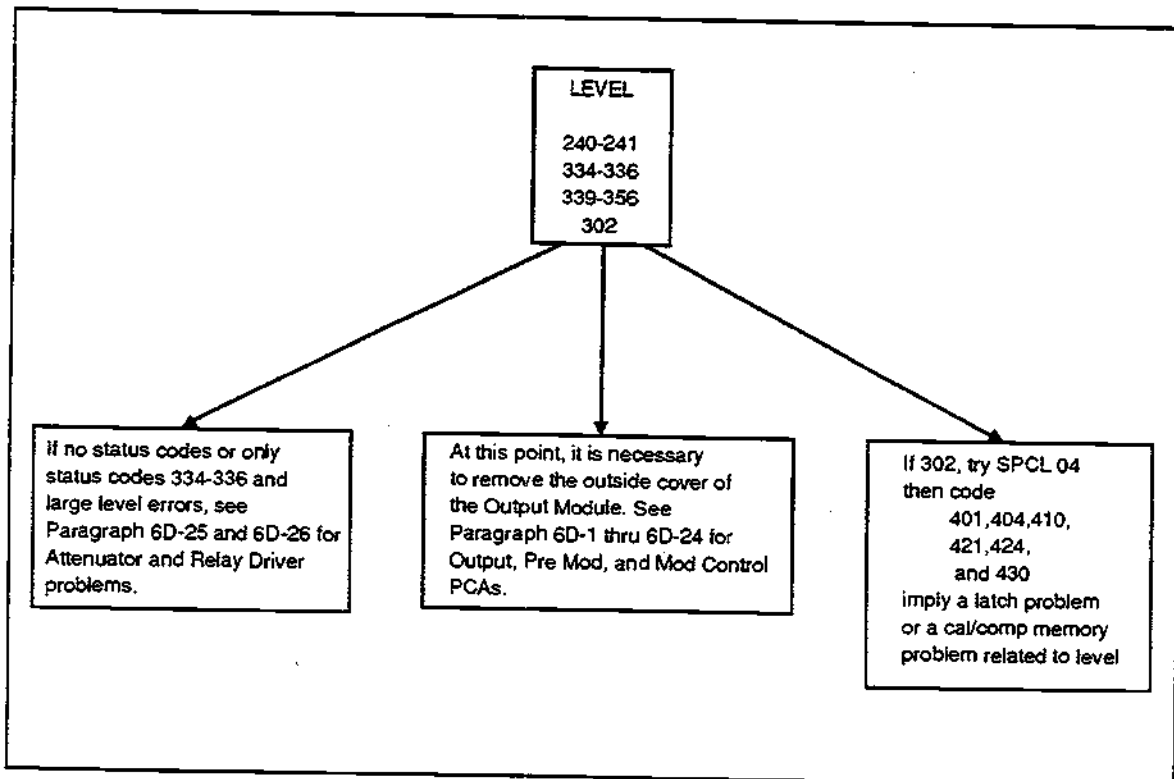 LEVEL
240-241
334-336
339-356
302
If no status codes or only
status codes 334-336 and
large level errors, see
Paragraph 6D-25 and 6D-26 for
Attenuator and Relay Driver
problems.
At this point, it is necessary
to remove the outside cover of
the Output Module. See
Paragraph 6D-1 thru 6D-24 for
Output, Pre Mod, and Mod Control
PCAs.
If 302, try SPCL 04
then code
401,404,410,
421,424,
and 430
imply a latch problem
or a cal/comp memory
problem related to level